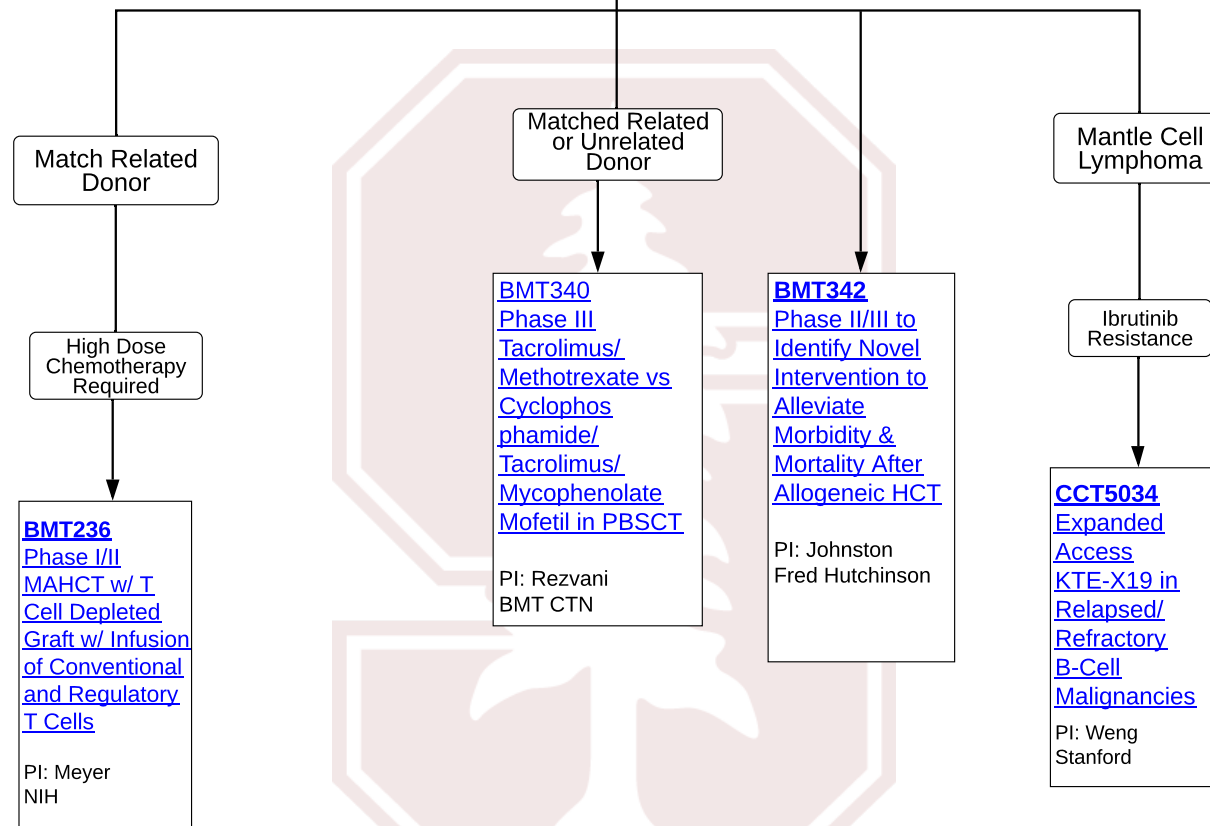 Match Related
Donor
High Dose
Chemotherapy
Required
BMT236
Phase I/II
MAHCT w/ T
Cell Depleted
Graft w/ Infusion
of Conventional
and Regulatory
T Cells
PI: Meyer
NIH
Matched Related
or Unrelated
Donor
BMT340
Phase III
Tacrolimus/
Methotrexate vs
Cyclophos
phamide/
Tacrolimus/
Mycophenolate
Mofetil in PBSCT
PI: Rezvani
BMT CTN
BMT342
Phase II/III to
Identify Novel
Intervention to
Alleviate
Morbidity &
Mortality After
Allogeneic HCT
PI: Johnston
Fred Hutchinson
Mantle Cell
Lymphoma
Ibrutinib
Resistance
CCT5034
Expanded
Access
KTE-X19 in
Relapsed/
Refractory
B-Cell
Malignancies
PI: Weng
Stanford